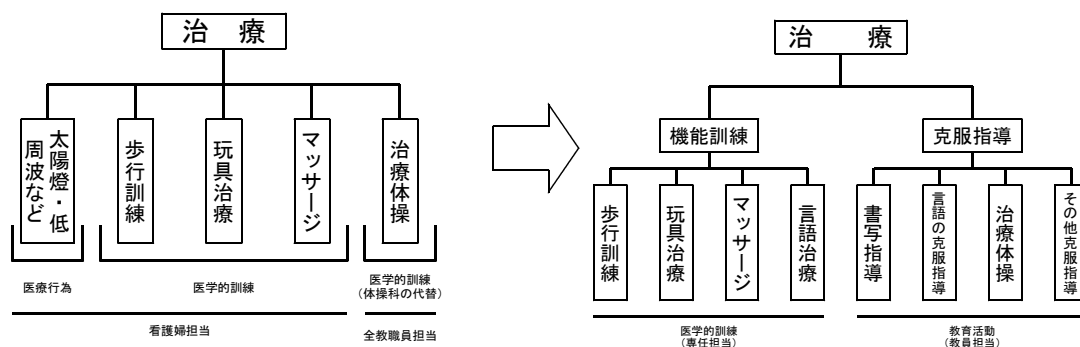 治 療
太陽燈・低
周波など
歩行訓練
玩具治療
マッサージ
治療体操
医療行為
医学的訓練
医学的訓練
(体操科の代替)
看護婦担当
全教職員担当
治 療
機能訓練
克服指導
歩行訓練
玩具治療
マッサージ
言語治療
書写指導
言語の克服指導
治療体操
その他克服指導
医学的訓練
(専任担当)
教育活動
(教員担当)